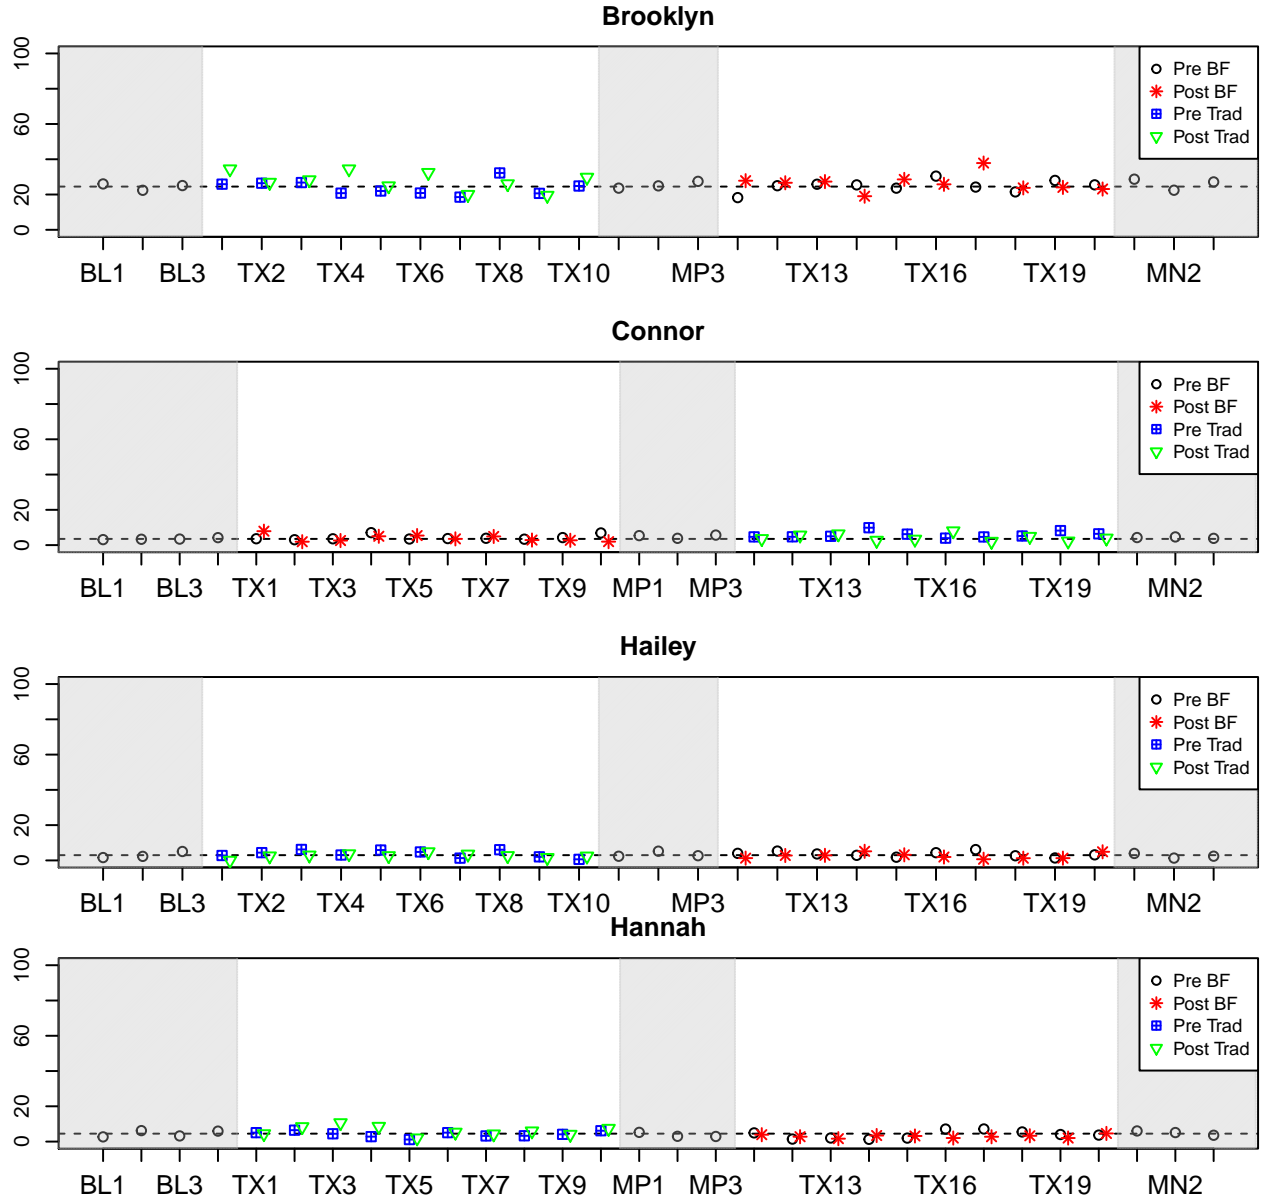 Brooklyn
100
60
20
0
Pre BF
Post BF
Pre Trad
Post Trad
BL1 BL3 TX2 TX4 TX6 TX8 TX10 MP3 TX13 TX16 TX19 MN2
Connor
100
60
20
0
Pre BF
Post BF
Pre Trad
Post Trad
BL1 BL3 TX1 TX3 TX5 TX7 TX9 MP1 MP3 TX13 TX16 TX19 MN2
Hailey
100
60
20
0
Pre BF
Post BF
Pre Trad
Post Trad
BL1 BL3 TX2 TX4 TX6 TX8 TX10 MP3 TX13 TX16 TX19 MN2
Hannah
100
60
20
0
Pre BF
Post BF
Pre Trad
Post Trad
BL1 BL3 TX1 TX3 TX5 TX7 TX9 MP1 MP3 TX13 TX16 TX19 MN2